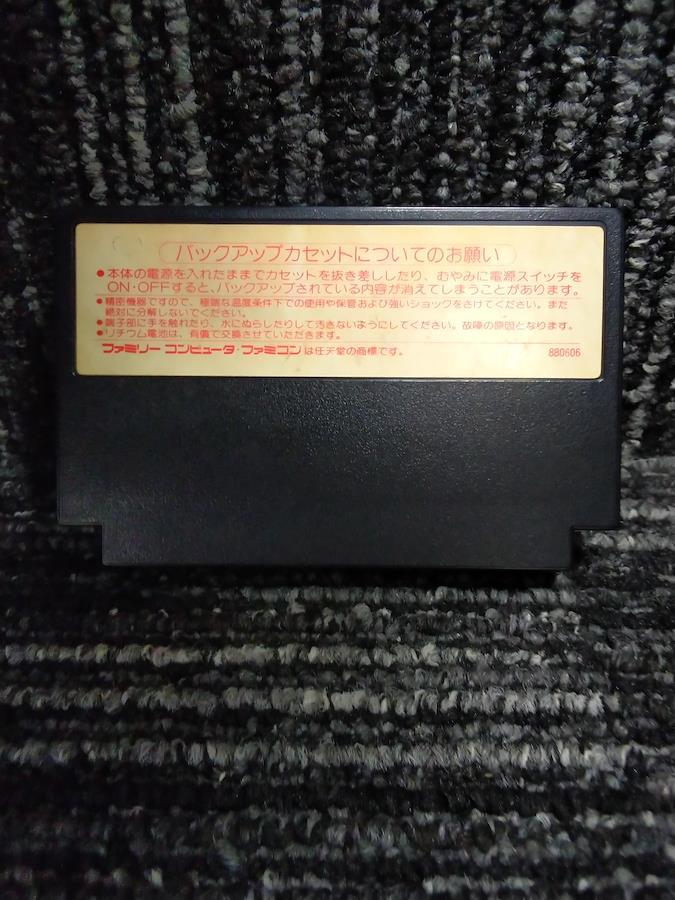 バックアップカセットについてのお願い
●本体の電源を入れたままでカセットを抜き差ししたり、むやみに電源スイッチを
ON・OFFすると、バックアップされている内容が消えてしまうことがあります。
●精密機器ですので、極端な温度条件下での使用や保管および強いショックをさけてください。また
絶対に分解しないでください。
●端子部に手を触れたり、水にぬらしたりして汚さないようにしてください。故障の原因となります。
●リチウム電池は、有償で交換させていただきます。
ファミリーコンピュータ・ファミコンは任天堂の商標です。 880606